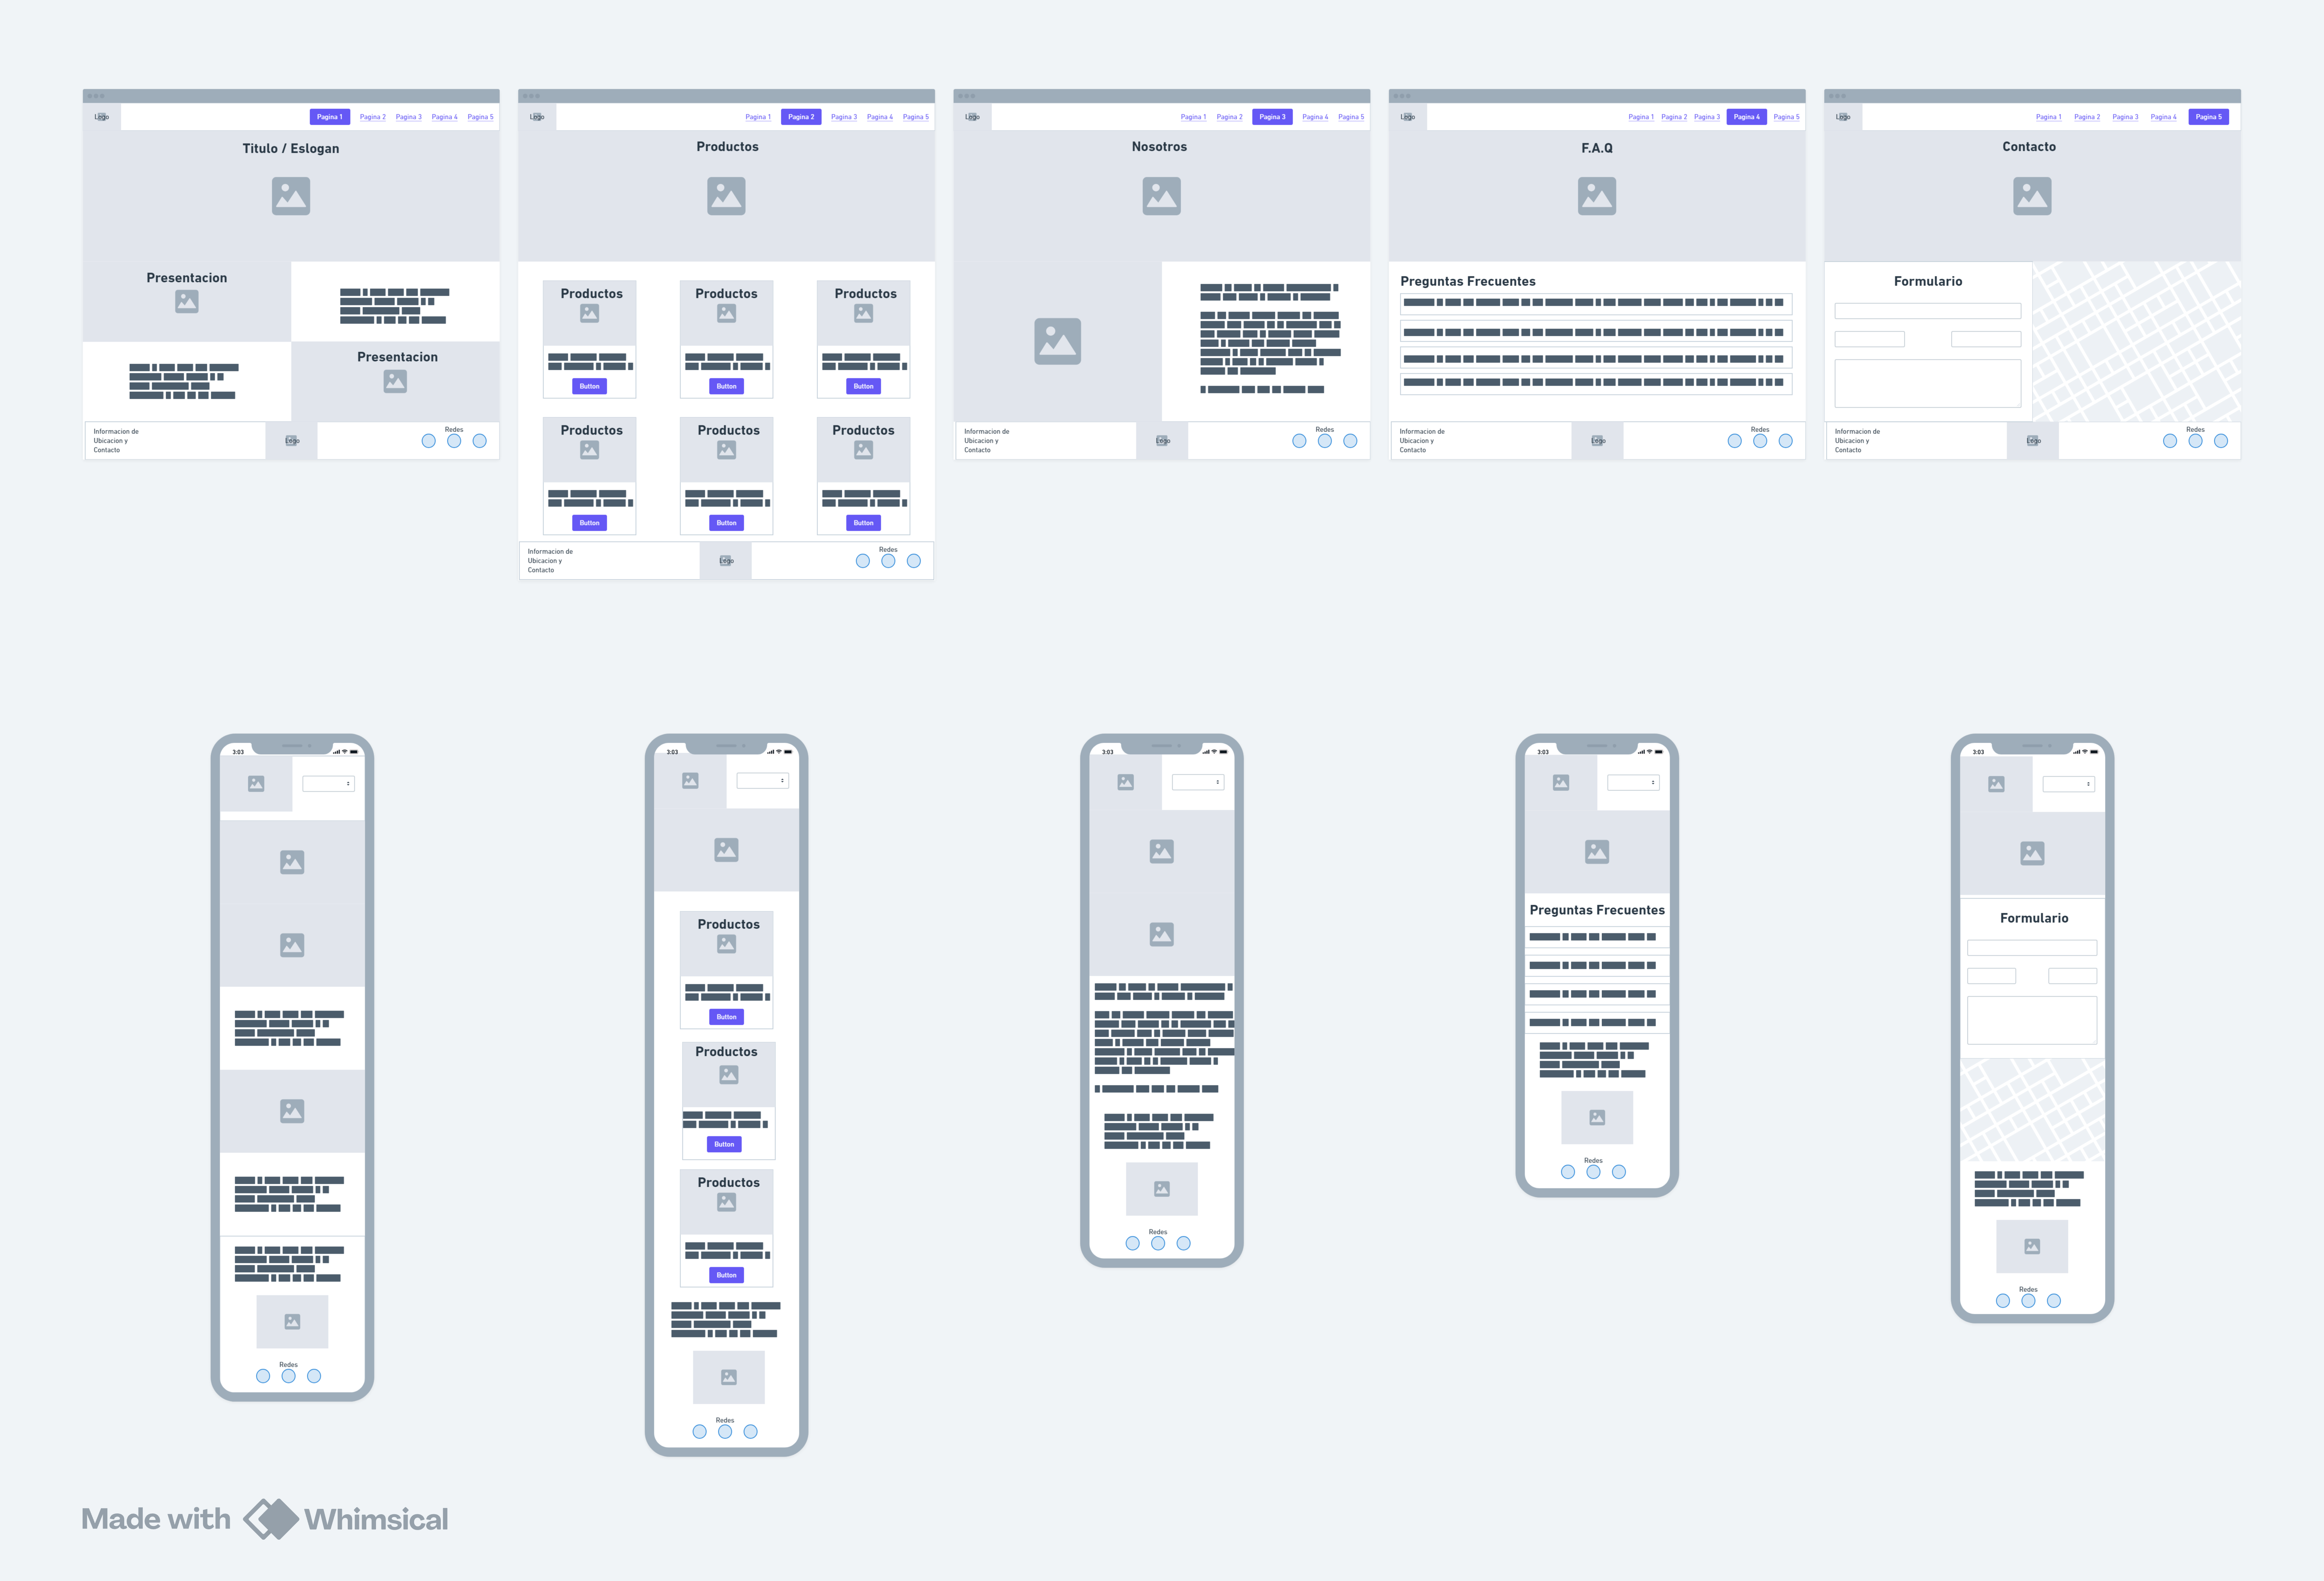 Logo
Pagina 1
Pagina 2
Pagina 3
Pagina 4
Pagina 5
Titulo / Eslogan
Presentacion
Presentacion
Informacion de
Ubicacion y
Contacto
Logo
Redes
Logo
Pagina 1
Pagina 2
Pagina 3
Pagina 4
Pagina 5
Productos
Productos
Productos
Productos
Button
Button
Button
Productos
Productos
Productos
Button
Button
Button
Informacion de
Ubicacion y
Contacto
Logo
Redes
Logo
Pagina 1
Pagina 2
Pagina 3
Pagina 4
Pagina 5
Nosotros
Informacion de
Ubicacion y
Contacto
Logo
Redes
Logo
Pagina 1
Pagina 2
Pagina 3
Pagina 4
Pagina 5
F.A.Q
Preguntas Frecuentes
Informacion de
Ubicacion y
Contacto
Logo
Redes
Logo
Pagina 1
Pagina 2
Pagina 3
Pagina 4
Pagina 5
Contacto
Formulario
Informacion de
Ubicacion y
Contacto
Logo
Redes
3:03
Redes
3:03
Productos
Button
Productos
Button
Productos
Button
Redes
3:03
Redes
3:03
Preguntas Frecuentes
Redes
3:03
Formulario
Redes
Made with Whimsical